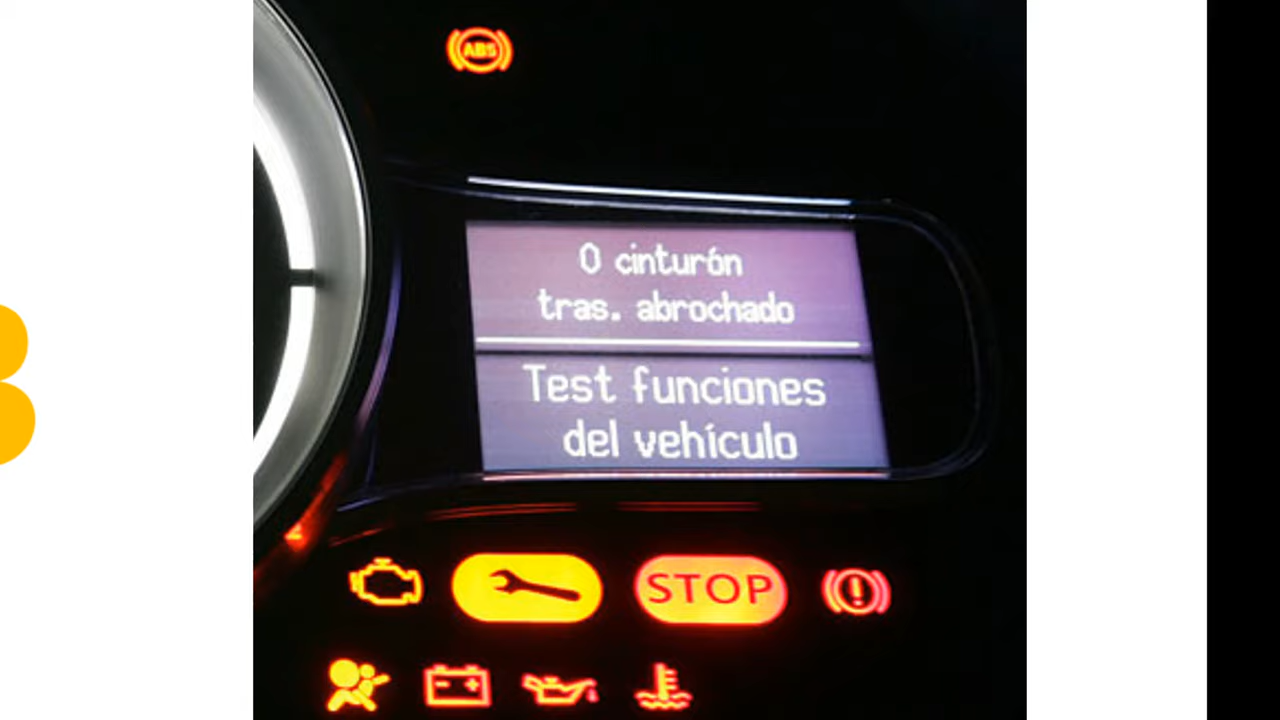 ABS
0 cinturón
tras. abrochado
Test funciones
del vehículo
STOP